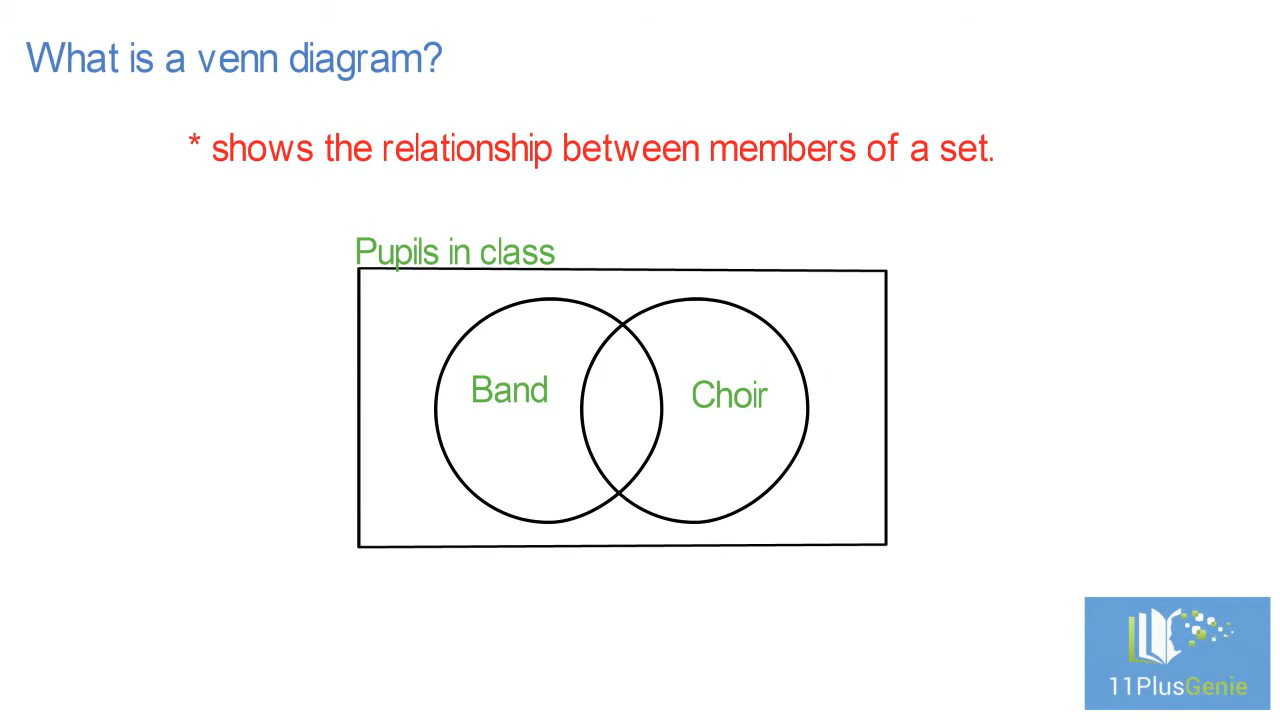 What is a venn diagram?
* shows the relationship between members of a set.
Pupils in class
Band
Choir
11PlusGenie